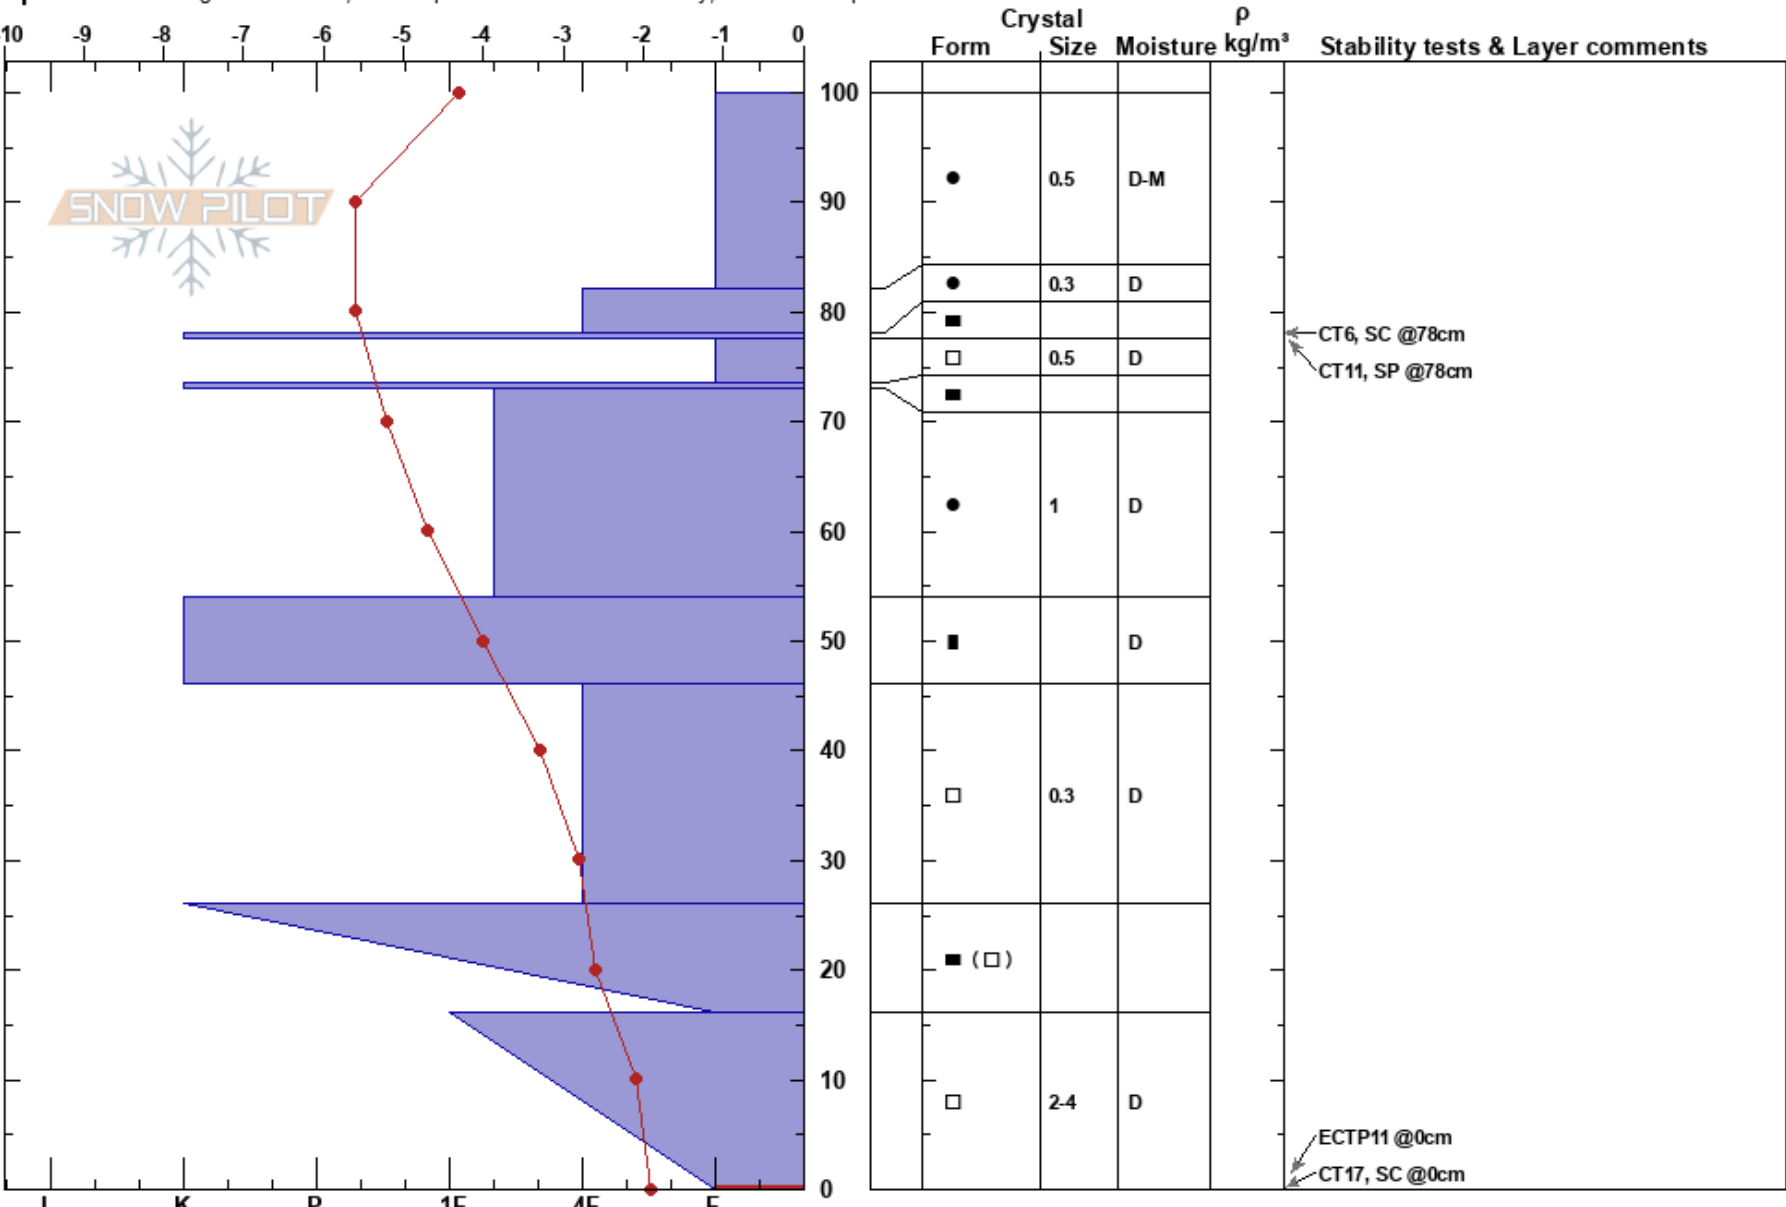 Crystal
ρ
Form Size Moisture kg/m³ Stability tests & Layer comments
-10 -9 -8 -7 -6 -5 -4 -3 -2 -1 0
100
0.5 D-M
SNOW PILOT
90
0.3 D
80
CT6, SC @78cm
0.5 D
CT11, SP @78cm
70
1 D
60
50 D
40
0.3 D
30
( )
20
10
2-4 D
ECTP11 @0cm
CT17, SC @0cm
0
I K P 1F 4F F